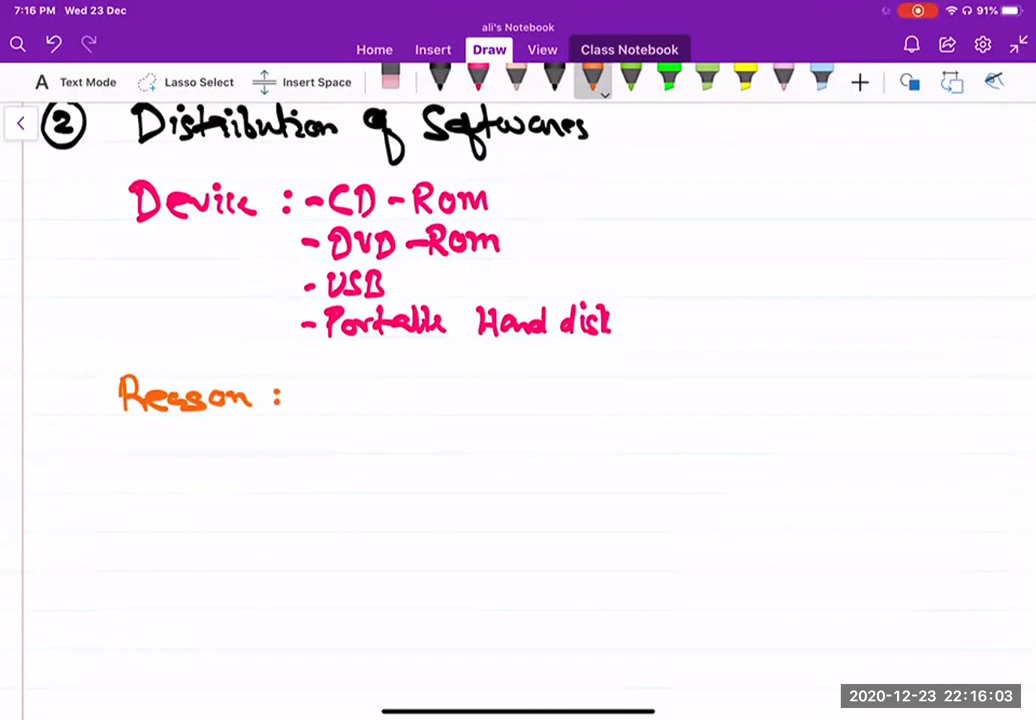 7:16 PM Wed 23 Dec 91%
ali's Notebook
Home Insert Draw View Class Notebook
A Text Mode Lasso Select Insert Space
2 Distribution of Softwares
Device : - CD - Rom
- DVD - Rom
- USB
- Portable Hard disk
Reason :
2020-12-23 22:16:03